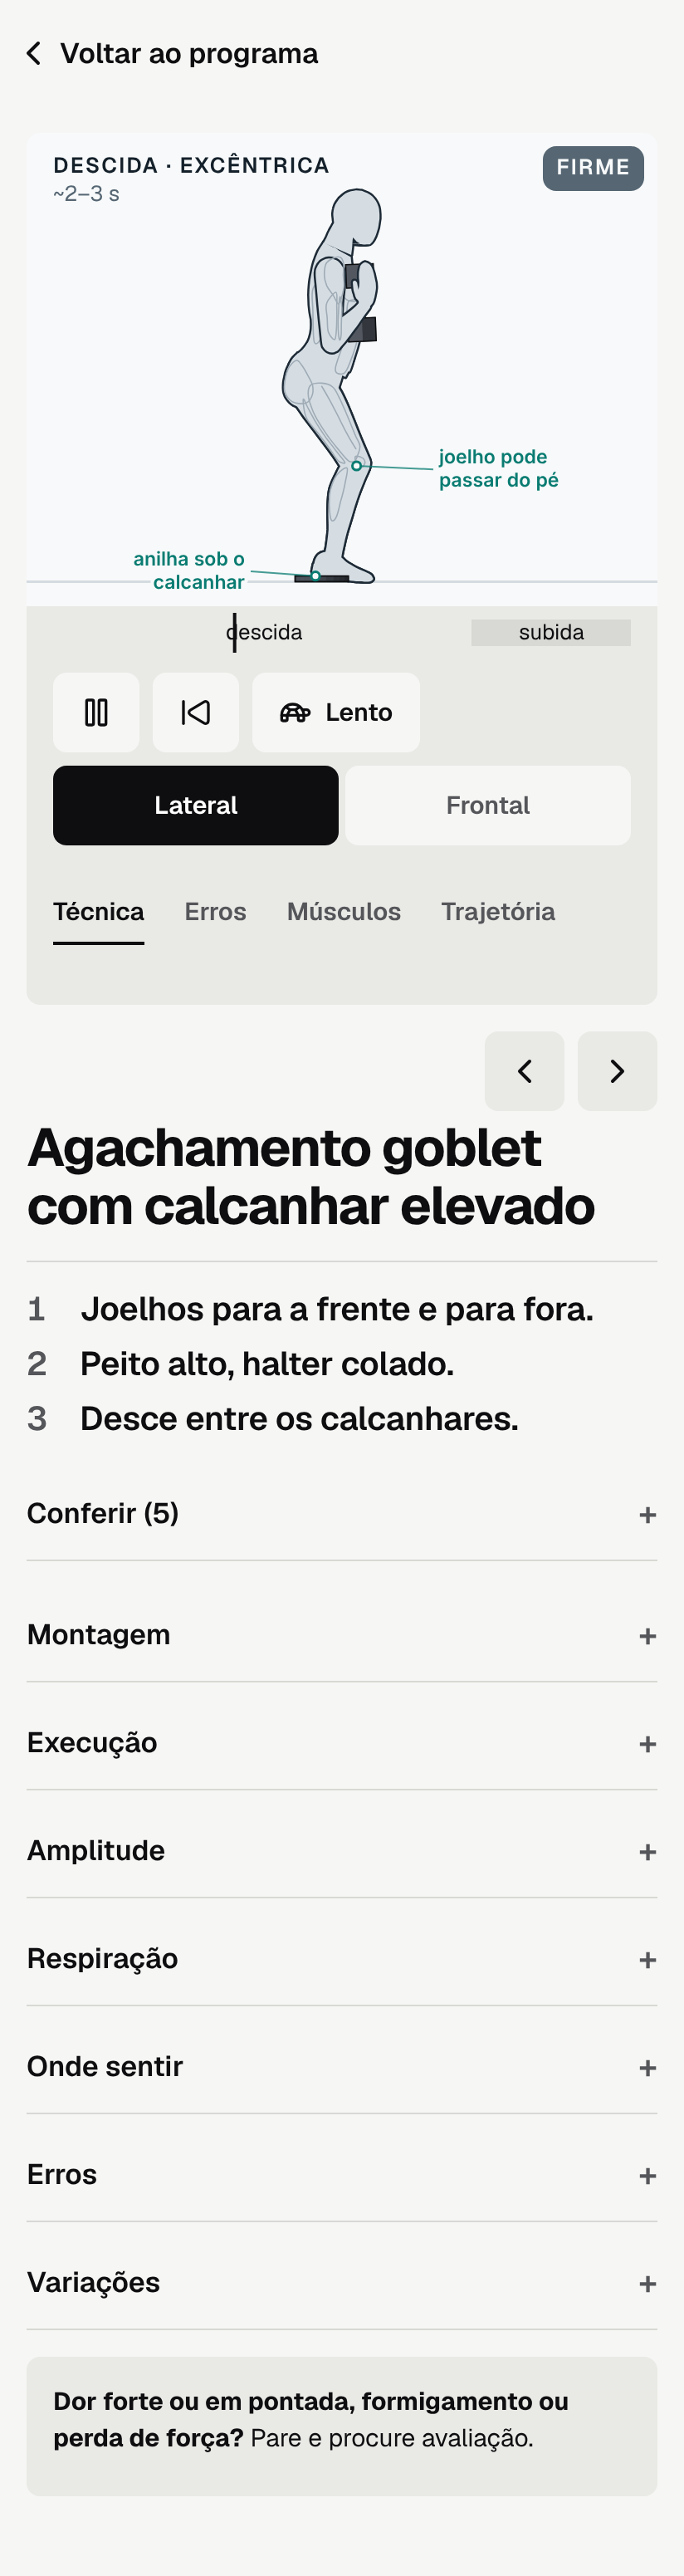 Voltar ao programa
DESCIDA · EXCÊNTRICA
FIRME
~2–3 s
joelho pode
passar do pé
anilha sob o
calcanhar
descida
subida
Lento
Lateral
Frontal
Técnica
Erros
Músculos
Trajetória
Agachamento goblet
com calcanhar elevado
1 Joelhos para a frente e para fora.
2 Peito alto, halter colado.
3 Desce entre os calcanhares.
Conferir (5) +
Montagem +
Execução +
Amplitude +
Respiração +
Onde sentir +
Erros +
Variações +
Dor forte ou em pontada, formigamento ou
perda de força? Pare e procure avaliação.